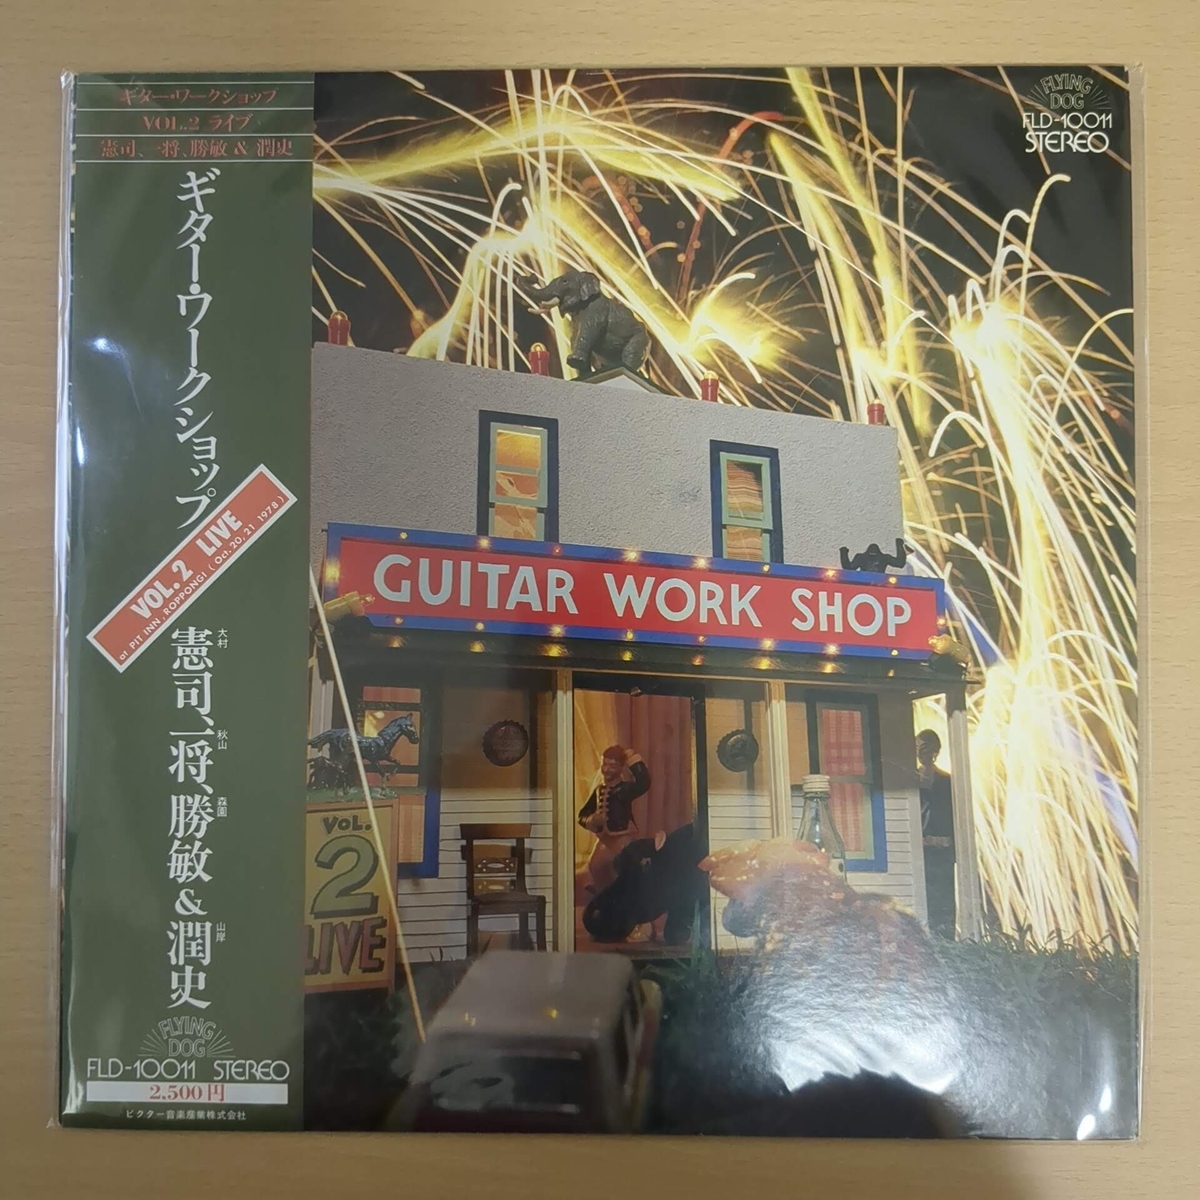 ギター・ワークショップ
VOL.2 ライブ
憲司、一将、勝敏 & 潤史
ギター・ワークショップ
VOL.2 LIVE
at PIT INN, ROPPONGI (Oct. 20, 21 1978)
大村
憲司、
秋山
一将、
森園
勝敏
&
山岸
潤史
FLYING
DOG
FLD-10011 STEREO
2,500円
ビクター音楽産業株式会社
FLYING
DOG
FLD-10011
STEREO
GUITAR WORK SHOP
VOL.
2
LIVE